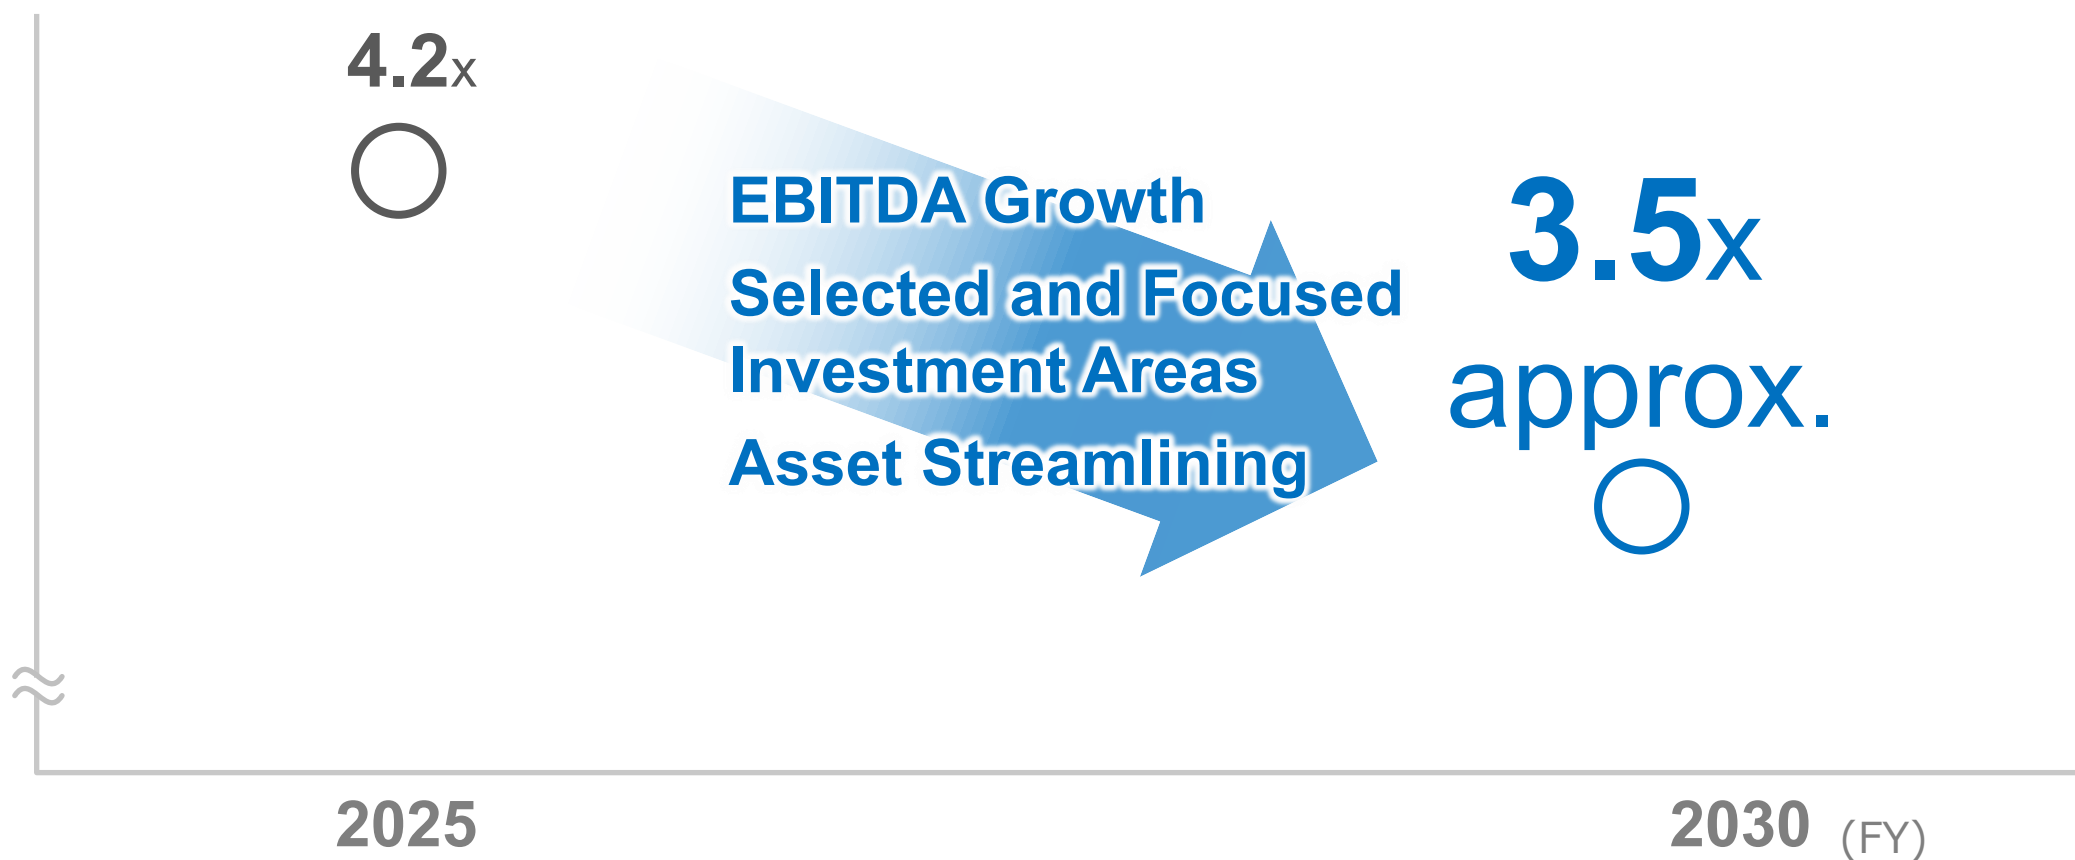 4.2x
EBITDA Growth
Selected and Focused
Investment Areas
Asset Streamlining
3.5x
approx.
2025
2030 (FY)